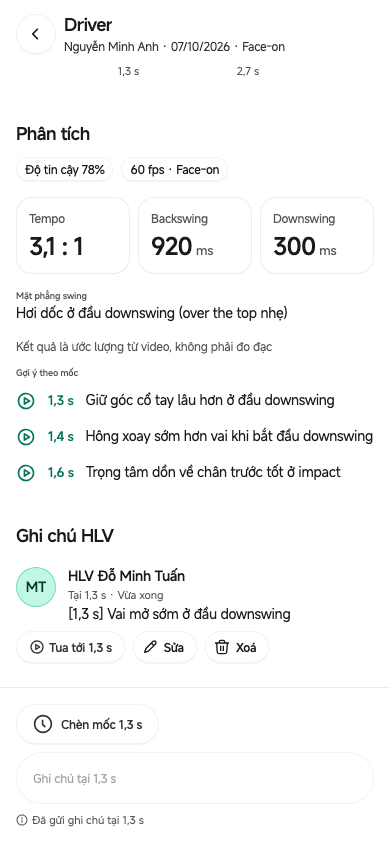 Driver
Nguyễn Minh Anh · 07/10/2026 · Face-on
1,3 s 2,7 s
Phân tích
Độ tin cậy 78% 60 fps · Face-on
Tempo Backswing Downswing
3,1 : 1 920 ms 300 ms
Mặt phẳng swing
Hơi dốc ở đầu downswing (over the top nhẹ)
Kết quả là ước lượng từ video, không phải đo đạc
Gợi ý theo mốc
1,3 s Giữ góc cổ tay lâu hơn ở đầu downswing
1,4 s Hông xoay sớm hơn vai khi bắt đầu downswing
1,6 s Trọng tâm dồn về chân trước tốt ở impact
Ghi chú HLV
MT HLV Đỗ Minh Tuấn
Tại 1,3 s · Vừa xong
[1,3 s] Vai mở sớm ở đầu downswing
Tua tới 1,3 s Sửa Xoá
Chèn mốc 1,3 s
Ghi chú tại 1,3 s
Đã gửi ghi chú tại 1,3 s